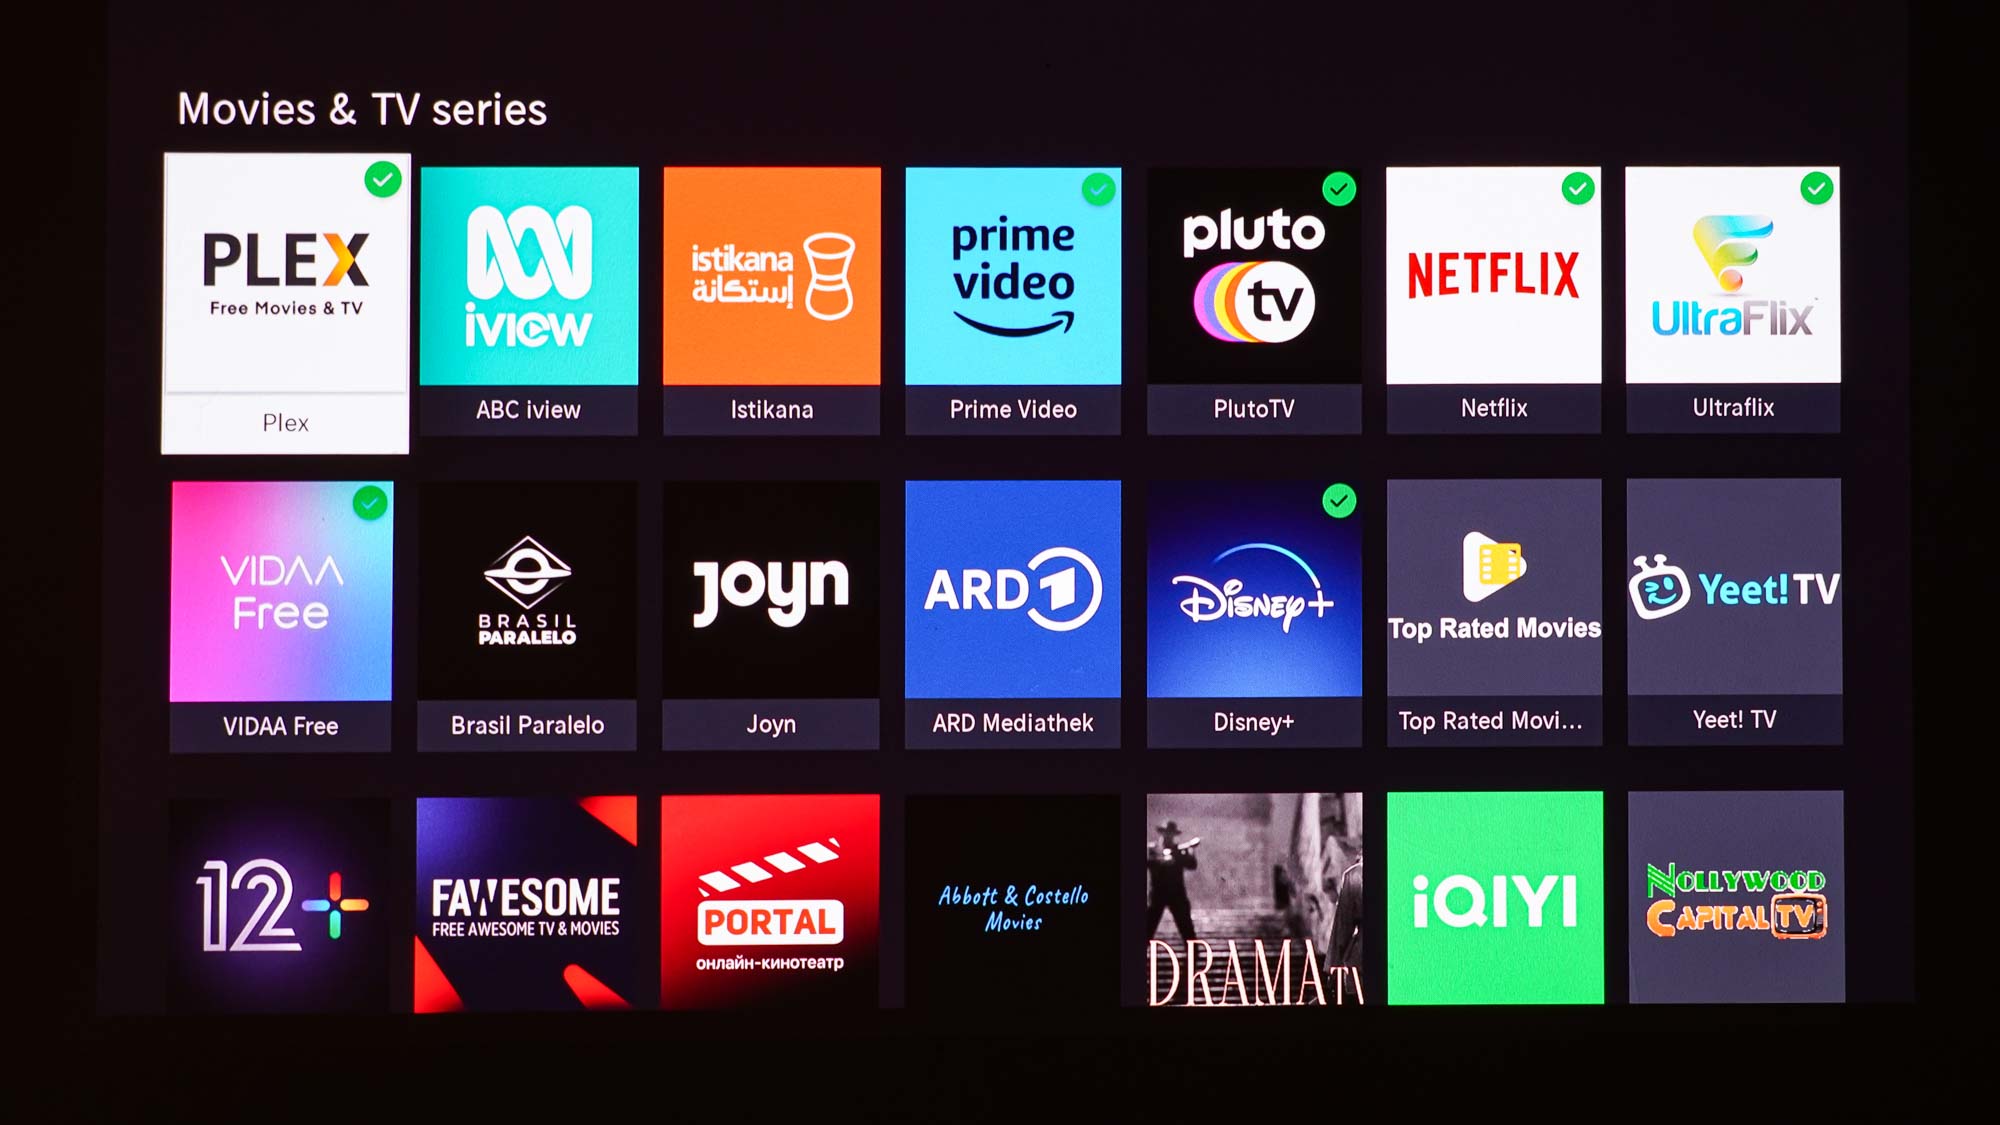 Movies & TV series
PLEX
Free Movies & TV
Plex
iview
ABC iview
istikana
إستكانة
Istikana
prime
video
Prime Video
pluto
tv
PlutoTV
NETFLIX
Netflix
UltraFlix
Ultraflix
VIDAA
Free
VIDAA Free
BRASIL
PARALELO
Brasil Paralelo
Joyn
Joyn
ARD 1
ARD Mediathek
Disney+
Disney+
Top Rated Movies
Top Rated Movi...
Yeet! TV
Yeet! TV
12+
FAWESOME
FREE AWESOME TV & MOVIES
PORTAL
онлайн-кинотеатр
Abbott & Costello
Movies
DRAMA TV
iQIYI
NOLLYWOOD
CAPITAL TV